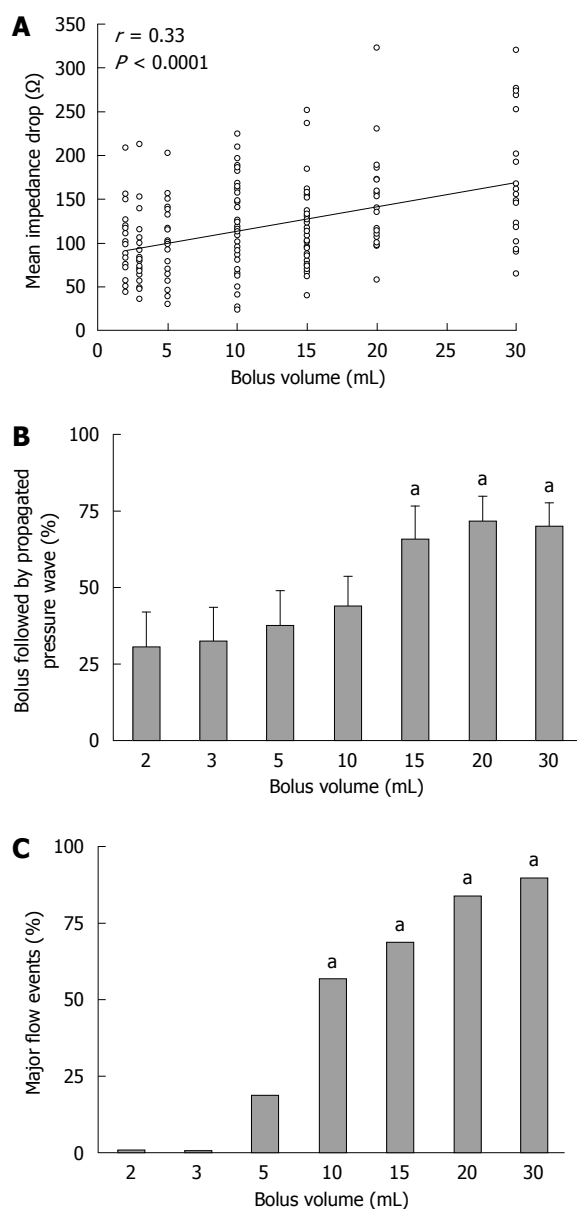 A
r = 0.33
P < 0.0001
350
300
250
200
150
100
50
0
Mean impedance drop (Ω)
0 5 10 15 20 25 30
Bolus volume (mL)
B
100
75
50
25
0
Bolus followed by propagated
pressure wave (%)
a a a
2 3 5 10 15 20 30
Bolus volume (mL)
C
100
75
50
25
0
Major flow events (%)
a a a a
2 3 5 10 15 20 30
Bolus volume (mL)